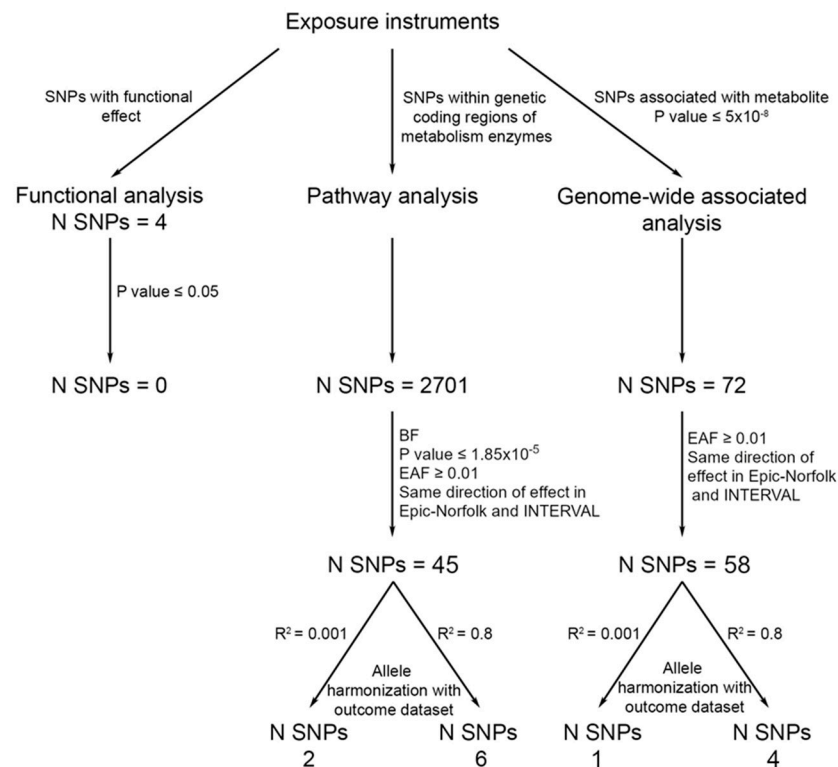 Exposure instruments
SNPs with functional
effect
SNPs within genetic
coding regions of
metabolism enzymes
SNPs associated with metabolite
P value ≤ 5x10⁻⁸
Functional analysis
N SNPs = 4
Pathway analysis
Genome-wide associated
analysis
P value ≤ 0.05
N SNPs = 0
N SNPs = 2701
N SNPs = 72
BF
P value ≤ 1.85x10⁻⁵
EAF ≥ 0.01
Same direction of effect in
Epic-Norfolk and INTERVAL
EAF ≥ 0.01
Same direction of
effect in Epic-Norfolk
and INTERVAL
N SNPs = 45
N SNPs = 58
R² = 0.001
R² = 0.8
Allele
harmonization with
outcome dataset
R² = 0.001
R² = 0.8
Allele
harmonization with
outcome dataset
N SNPs
2
N SNPs
6
N SNPs
1
N SNPs
4